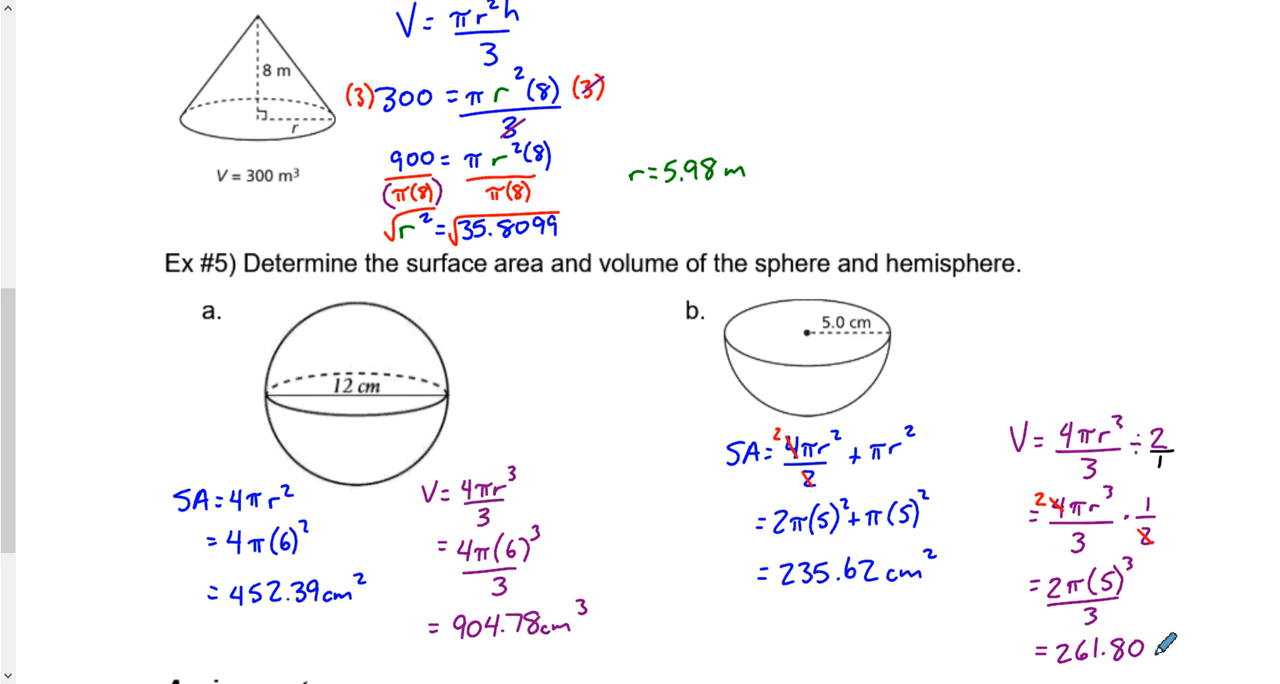 V = πr²h / 3
8 m
r
(3) 300 = π r² (8) (3) / 3
V = 300 m³
900 = π r² (8)
(π(8)) π(8)
√r² = √35.8099
r = 5.98 m
Ex #5) Determine the surface area and volume of the sphere and hemisphere.
a.
12 cm
SA = 4πr²
= 4π(6)²
= 452.39 cm²
V = 4πr³ / 3
= 4π(6)³ / 3
= 904.78 cm³
b.
5.0 cm
SA = 2 4πr² / 2 + πr²
= 2π(5)² + π(5)²
= 235.62 cm²
V = 4πr³ / 3 ÷ 2 / 1
= 2 4πr³ / 3 · 1 / 2
= 2π(5)³ / 3
= 261.80